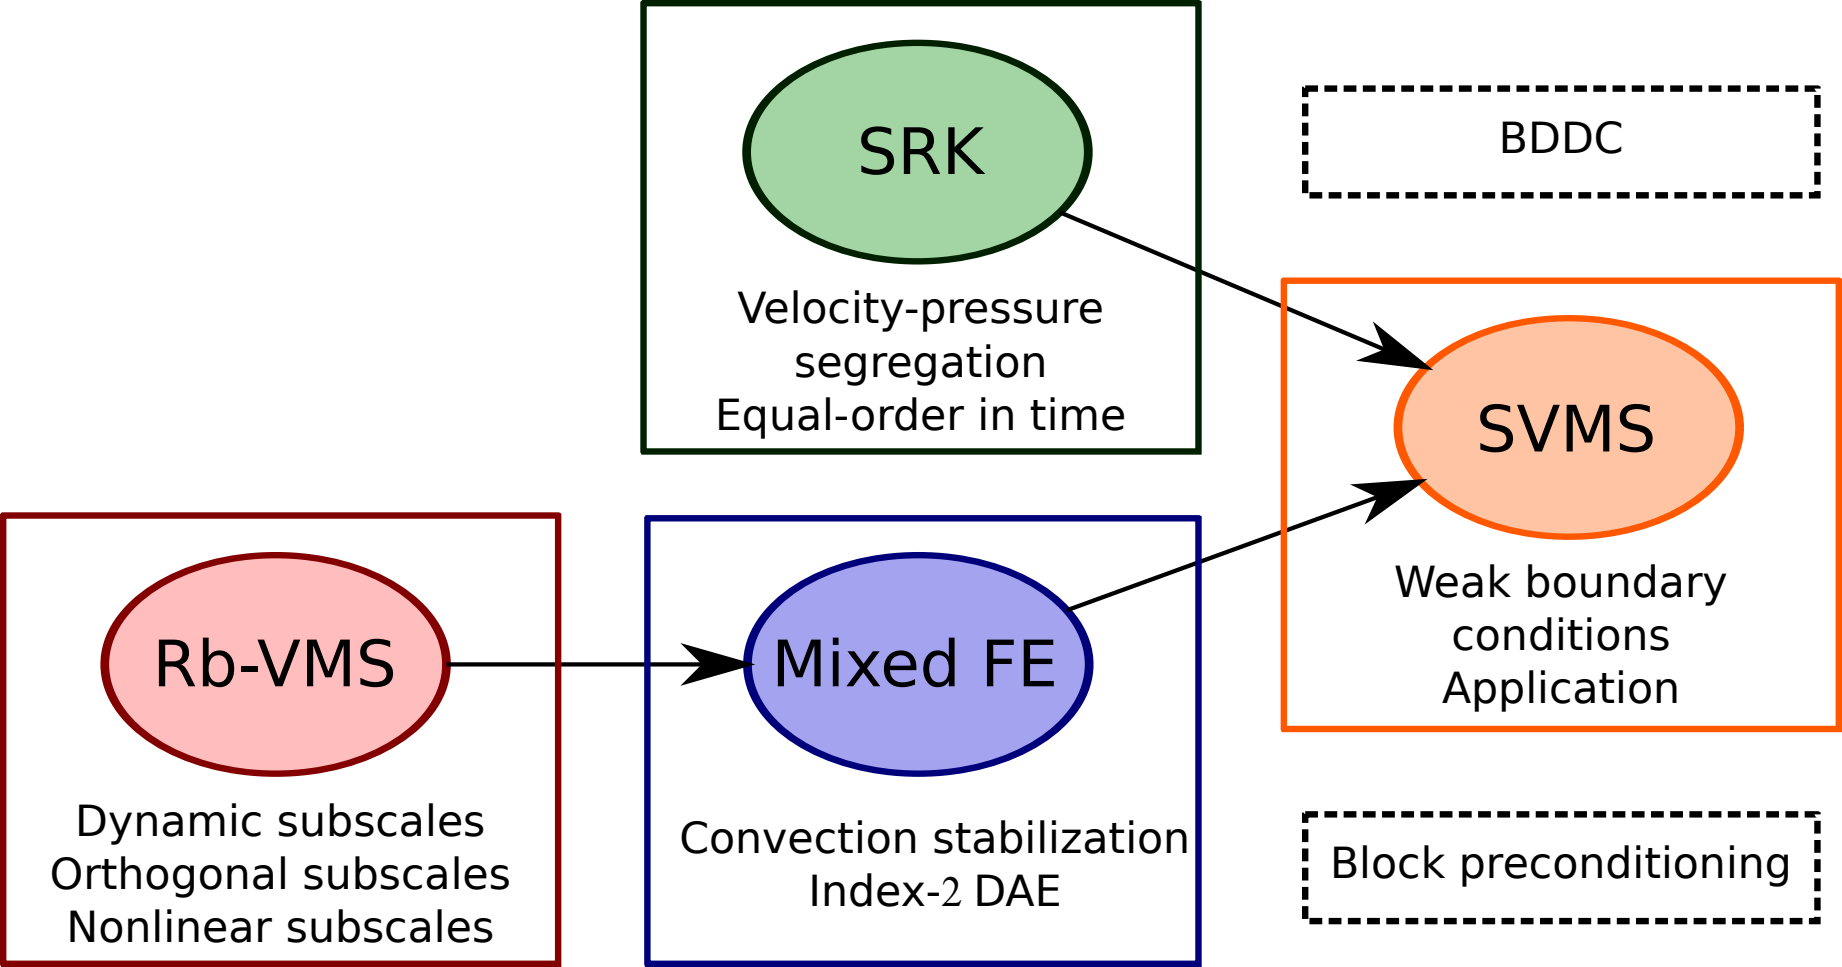 SRK
Velocity-pressure
segregation
Equal-order in time
BDDC
SVMS
Weak boundary
conditions
Application
Rb-VMS
Dynamic subscales
Orthogonal subscales
Nonlinear subscales
Mixed FE
Convection stabilization
Index-2 DAE
Block preconditioning